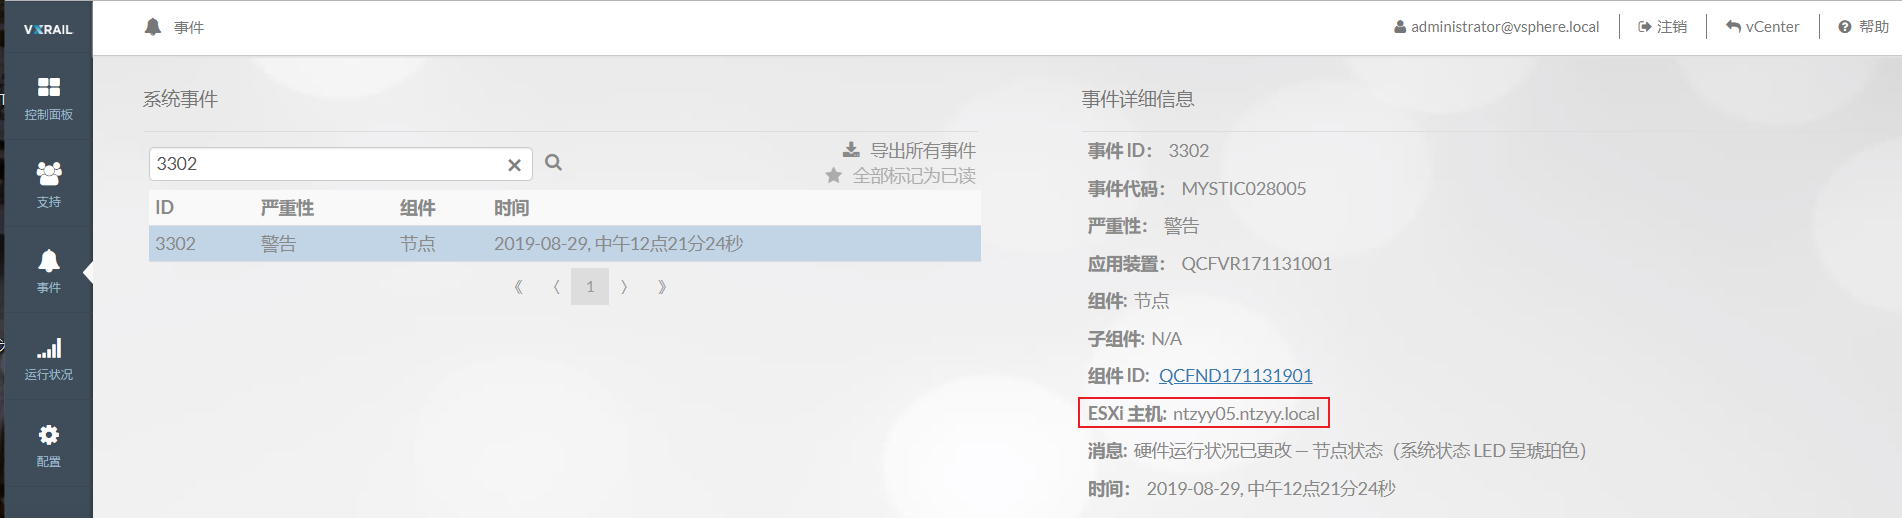 VXRAIL
事件
administrator@vsphere.local
注销
vCenter
帮助
控制面板
支持
事件
运行状况
配置
系统事件
3302
导出所有事件
全部标记为已读
ID 严重性 组件 时间
3302 警告 节点 2019-08-29, 中午12点21分24秒
《 〈 1 〉 》
事件详细信息
事件 ID： 3302
事件代码： MYSTIC028005
严重性： 警告
应用装置： QCFVR171131001
组件: 节点
子组件: N/A
组件 ID: QCFND171131901
ESXi 主机: ntzyy05.ntzyy.local
消息: 硬件运行状况已更改 — 节点状态（系统状态 LED 呈琥珀色）
时间： 2019-08-29, 中午12点21分24秒